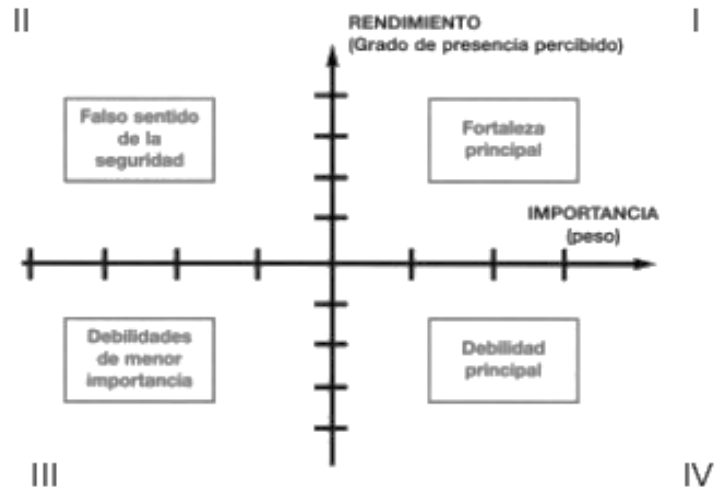 II
RENDIMIENTO
(Grado de presencia percibido)
I
Falso sentido
de la
seguridad
Fortaleza
principal
IMPORTANCIA
(peso)
Debilidades
de menor
importancia
Debilidad
principal
III
IV